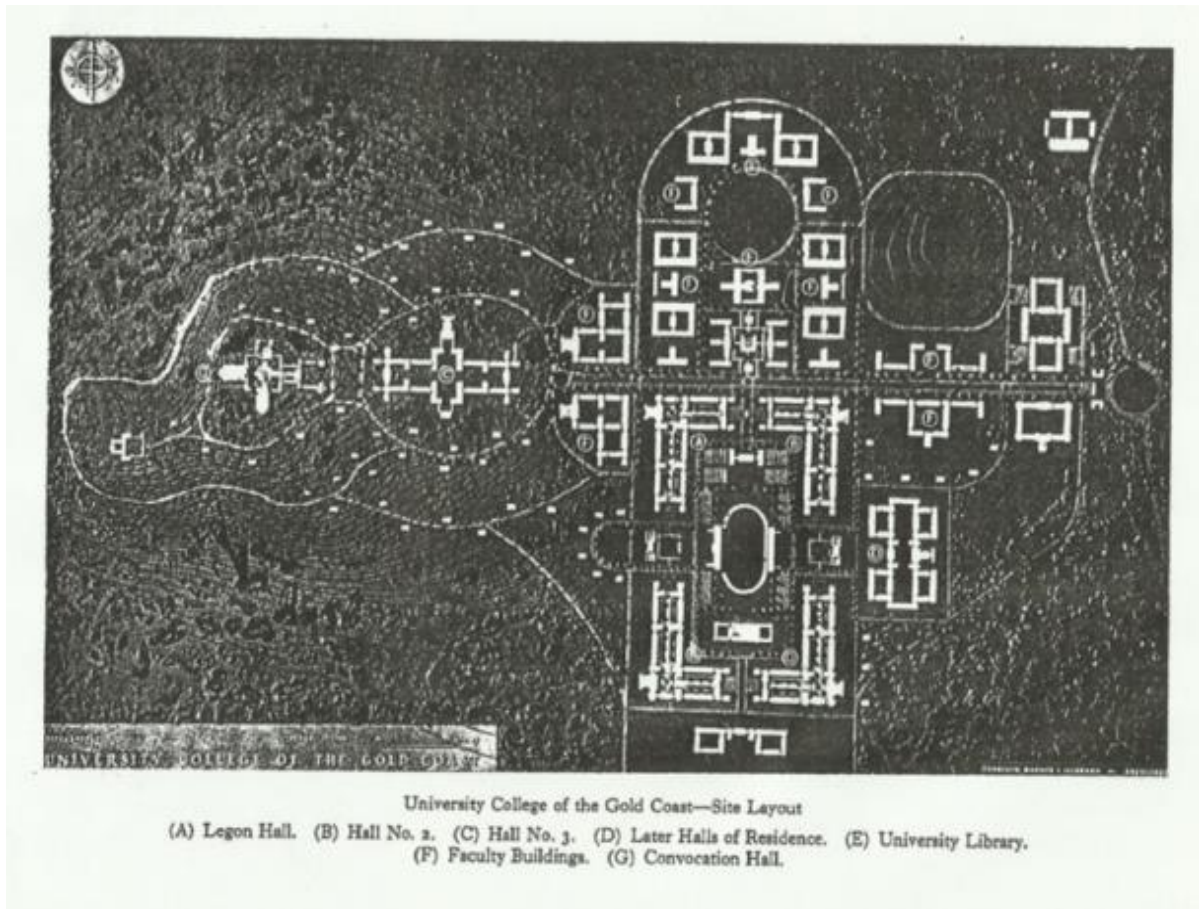 UNIVERSITY COLLEGE OF THE GOLD COAST
University College of the Gold Coast—Site Layout
(A) Legon Hall. (B) Hall No. 2. (C) Hall No. 3. (D) Later Halls of Residence. (E) University Library.
(F) Faculty Buildings. (G) Convocation Hall.